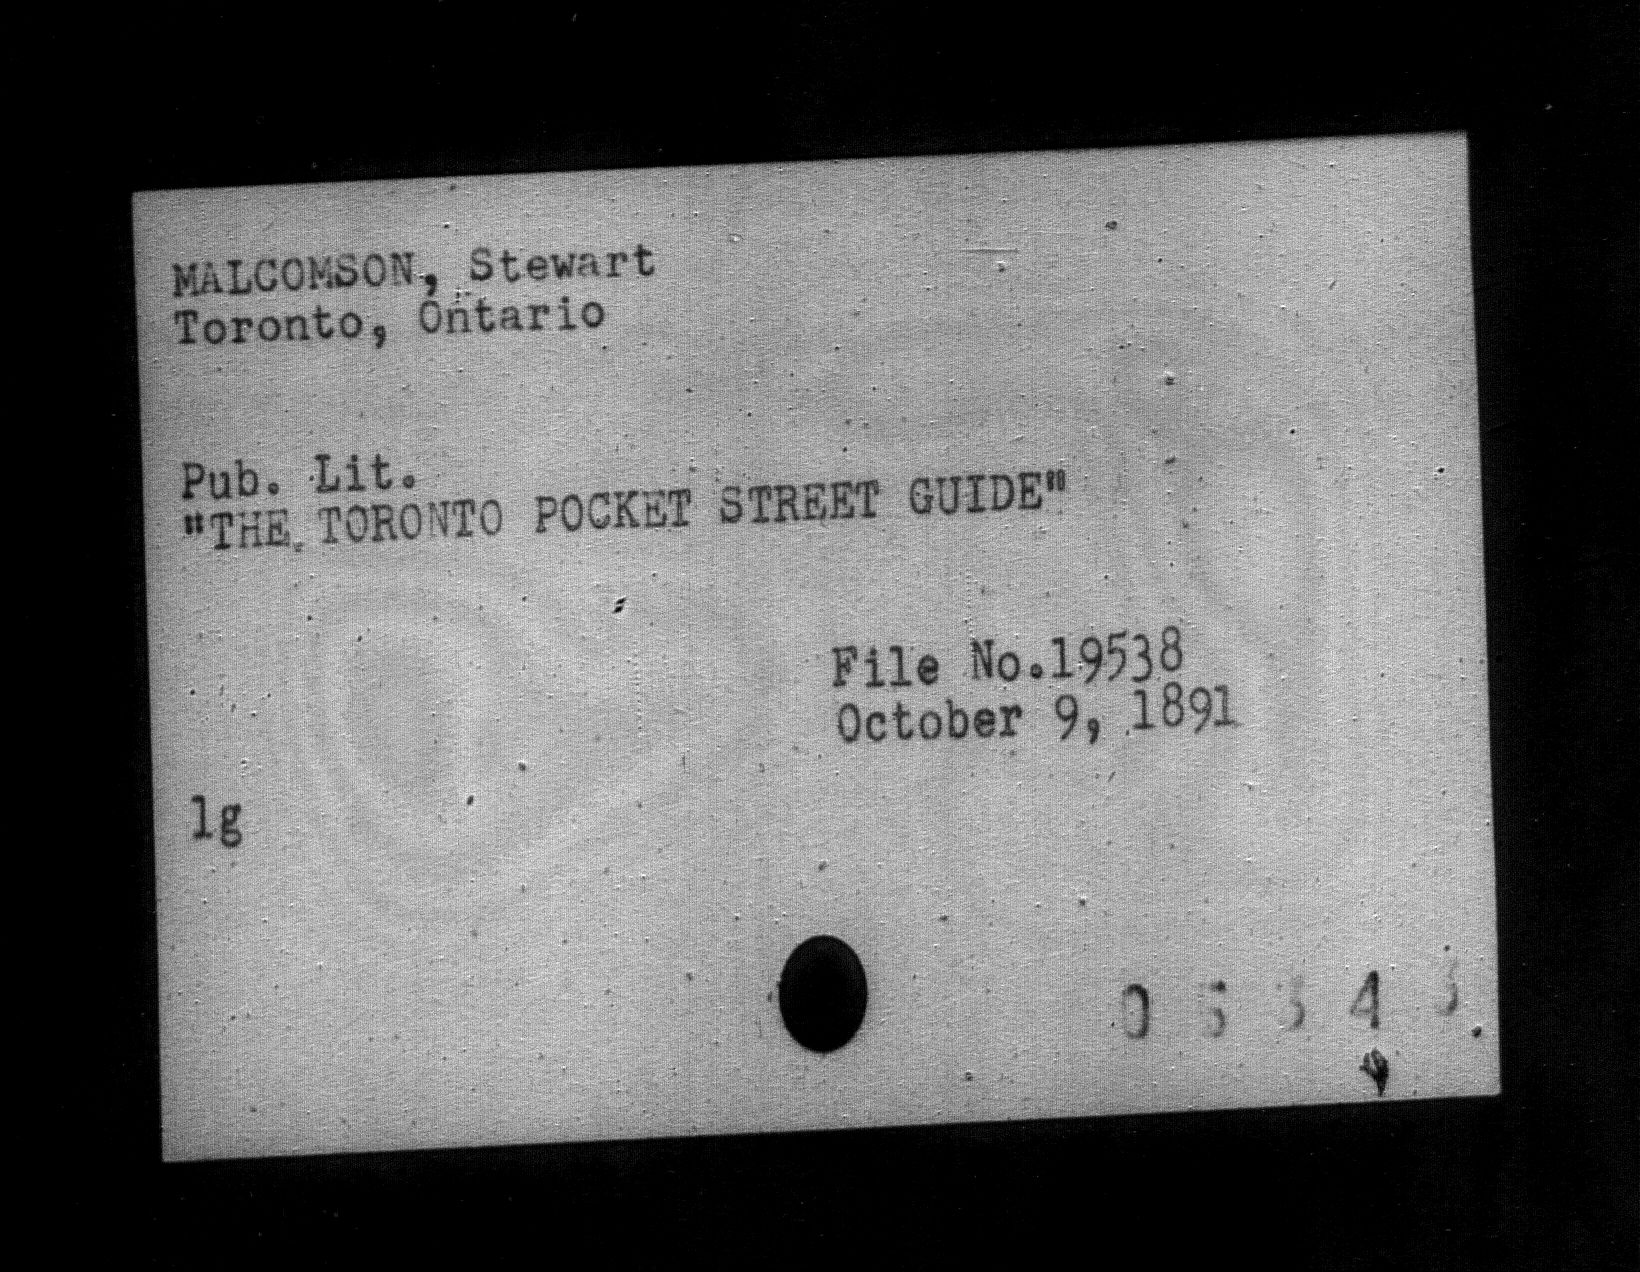 MALCOMSON, Stewart
Toronto, Ontario
Pub. Lit.
"THE TORONTO POCKET STREET GUIDE"
File No.19538
October 9, 1891
lg